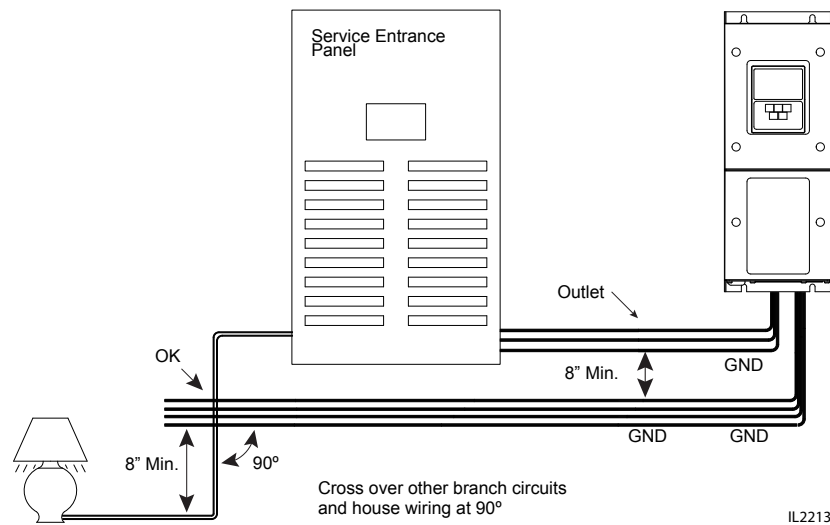 Service Entrance
Panel
Outlet
OK
8” Min.
GND
GND
GND
8” Min.
90º
Cross over other branch circuits
and house wiring at 90º
IL2213